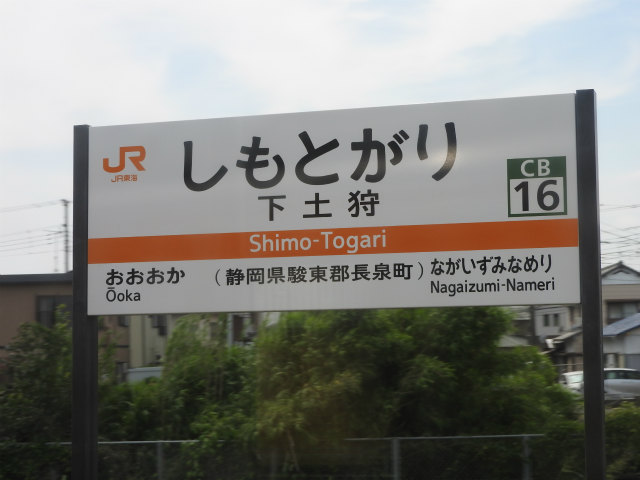 JR
JR東海
しもとがり
下土狩
CB
16
Shimo-Togari
おおおか
Ōoka
(静岡県駿東郡長泉町)
ながいずみなめり
Nagaizumi-Nameri